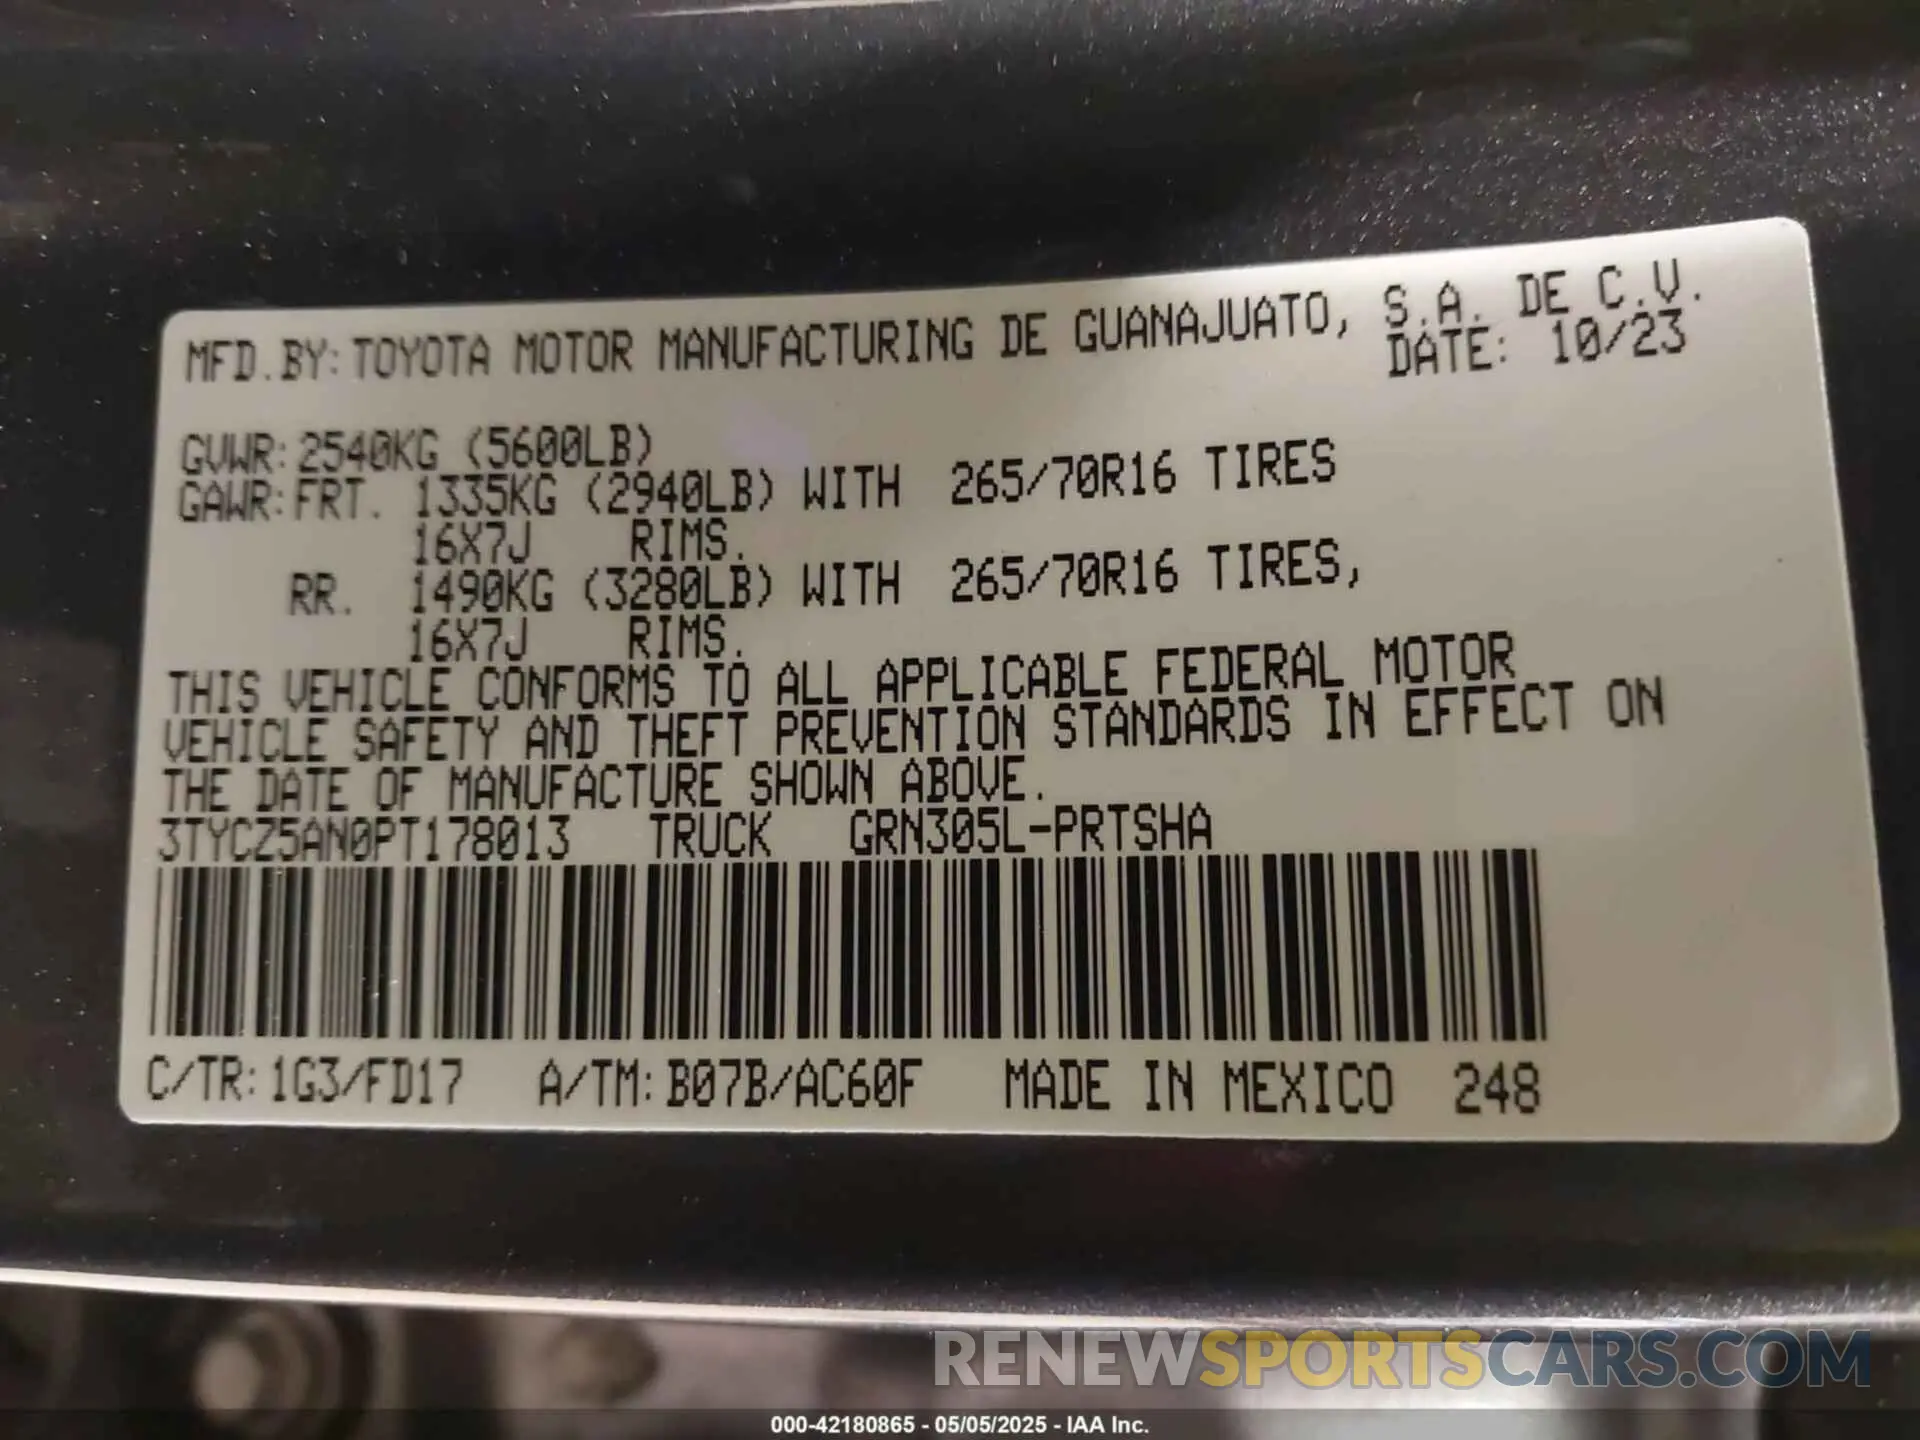 MFD.BY:TOYOTA MOTOR MANUFACTURING DE GUANAJUATO, S.A. DE C.V.
DATE: 10/23
GVWR:2540KG (5600LB)
GAWR:FRT. 1335KG (2940LB) WITH 265/70R16 TIRES
16X7J RIMS.
RR. 1490KG (3280LB) WITH 265/70R16 TIRES,
16X7J RIMS.
THIS VEHICLE CONFORMS TO ALL APPLICABLE FEDERAL MOTOR
VEHICLE SAFETY AND THEFT PREVENTION STANDARDS IN EFFECT ON
THE DATE OF MANUFACTURE SHOWN ABOVE.
3TYCZ5AN0PT178013 TRUCK GRN305L-PRTSHA
C/TR:1G3/FD17 A/TM:B07B/AC60F MADE IN MEXICO 248
RENEWSPORTSCARS.COM
000-42180865 - 05/05/2025 - IAA Inc.